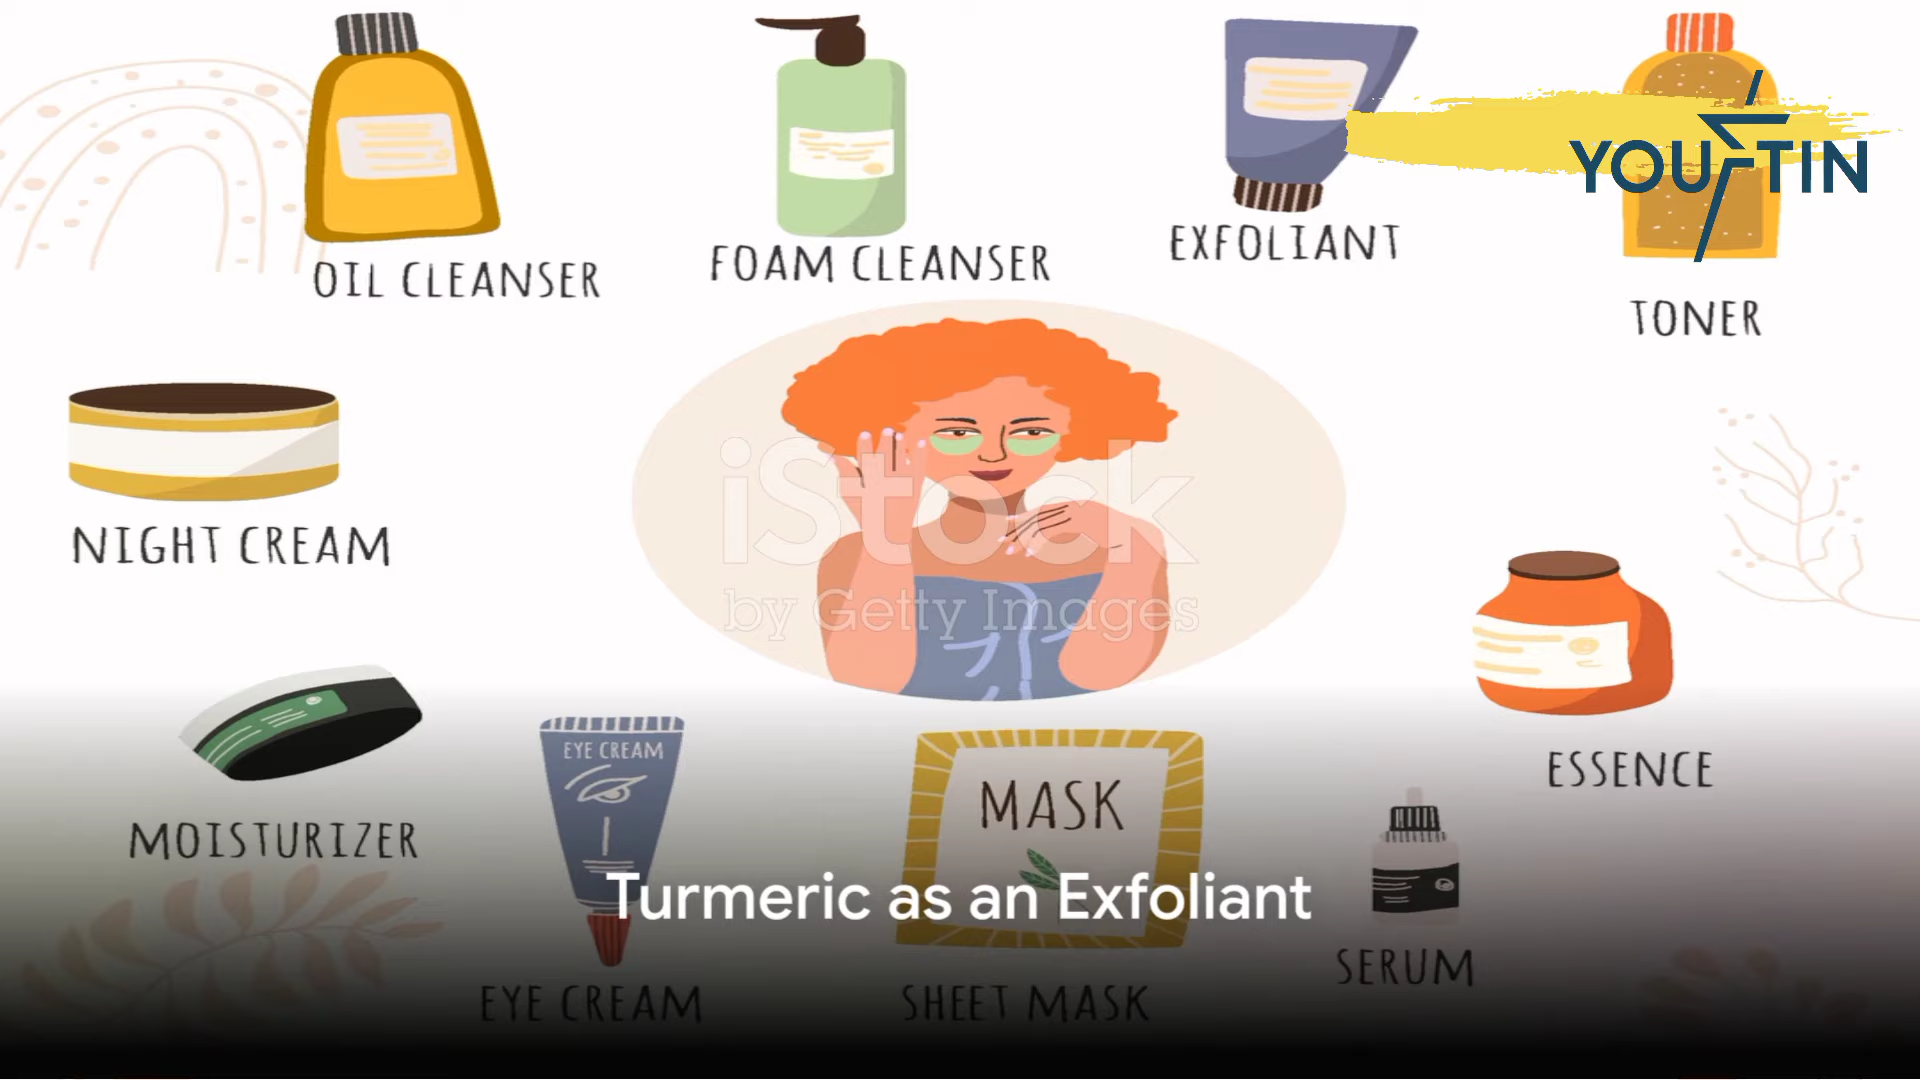 OIL CLEANSER
FOAM CLEANSER
EXFOLIANT
YOUFTIN
TONER
NIGHT CREAM
iStock
by Getty Images
ESSENCE
MOISTURIZER
EYE CREAM
MASK
Turmeric as an Exfoliant
SERUM
EYE CREAM
SHEET MASK